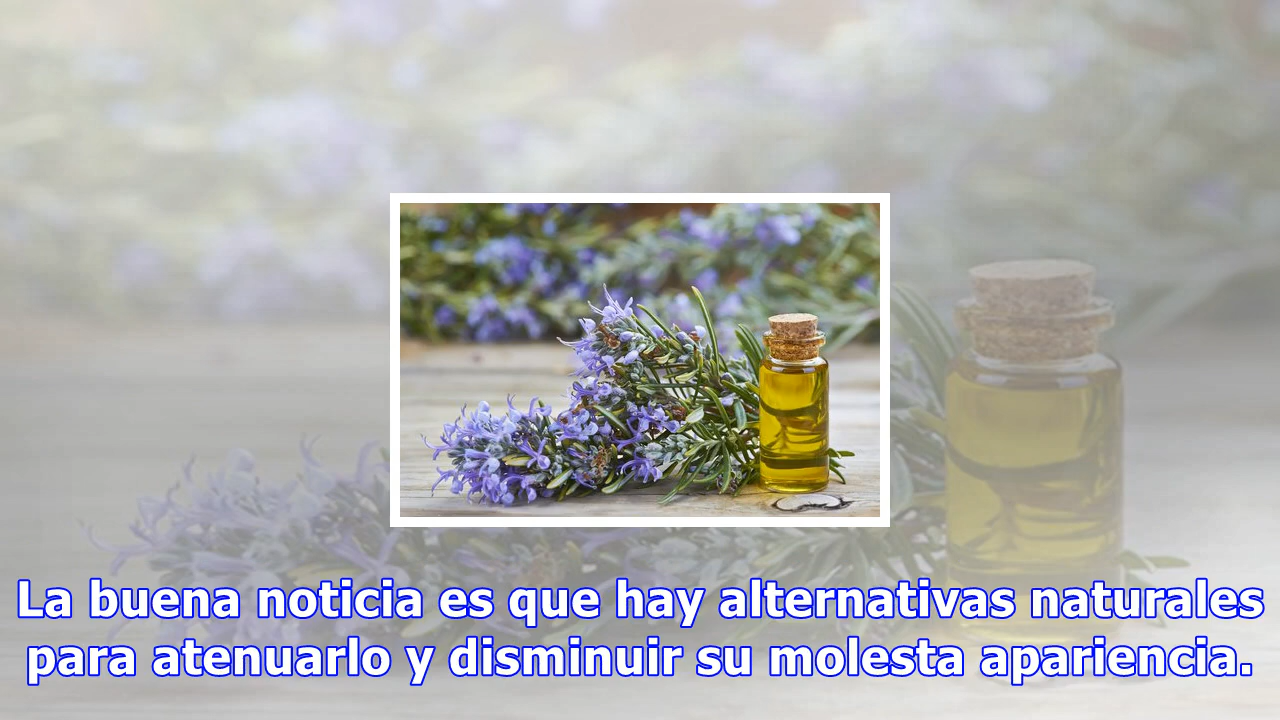 La buena noticia es que hay alternativas naturales
para atenuarlo y disminuir su molesta apariencia.